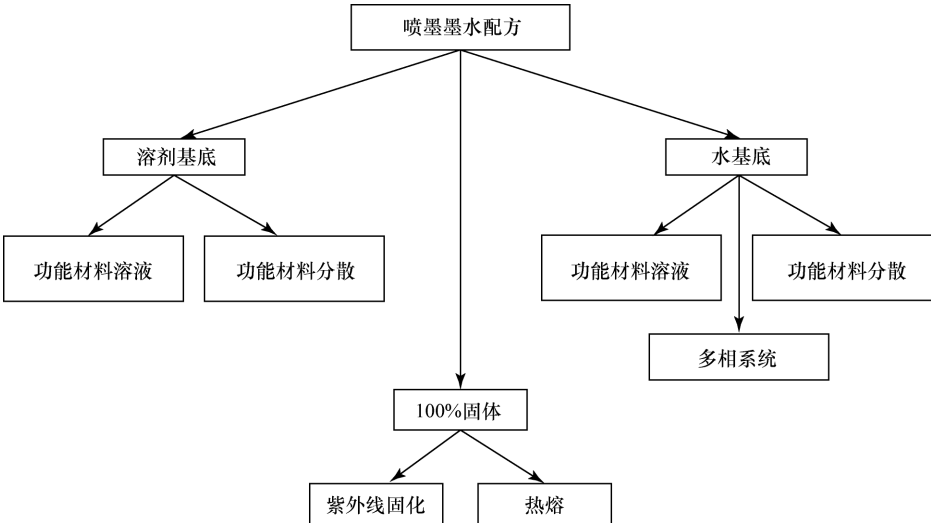 喷墨墨水配方
溶剂基底
水基底
功能材料溶液
功能材料分散
功能材料溶液
功能材料分散
多相系统
100%固体
紫外线固化
热熔